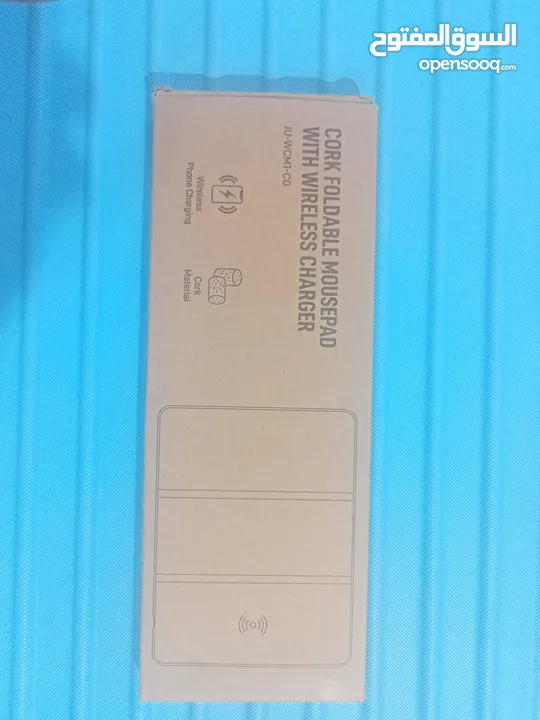 السوق المفتوح
opensooq.com
CORK FOLDABLE MOUSEPAD
WITH WIRELESS CHARGER
JU-WCM1-CO
Wireless
Phone Charging
Cork
Material